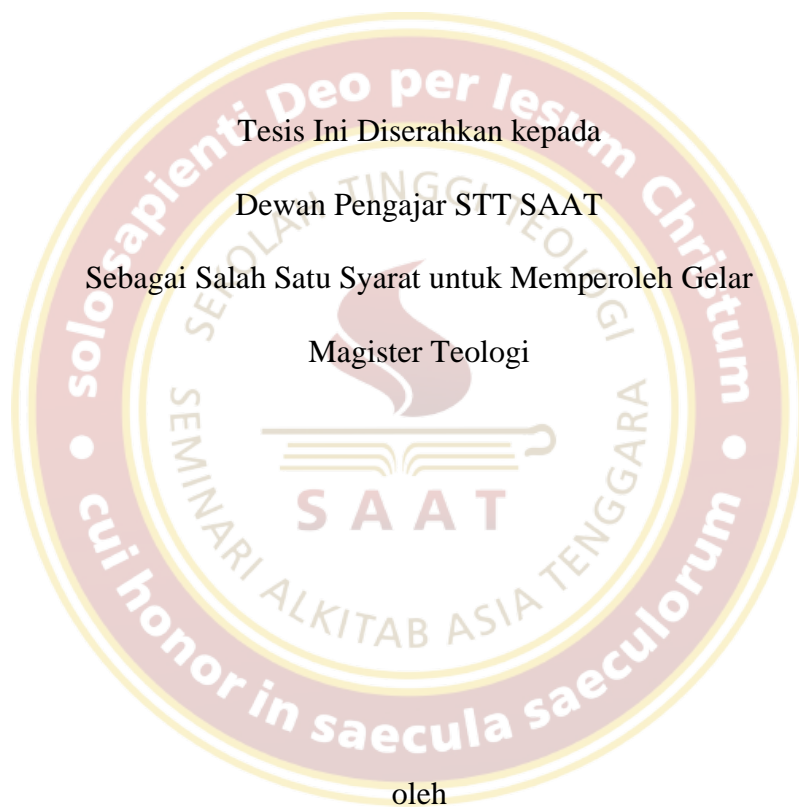 Tesis Ini Diserahkan kepada
Dewan Pengajar STT SAAT
Sebagai Salah Satu Syarat untuk Memperoleh Gelar
Magister Teologi
oleh
solo sapienti Deo per Iesum Christum
cui honor in saecula saeculorum
SEKOLAH TINGGI TEOLOGI
SEMINARI ALKITAB ASIA TENGGARA
SAAT